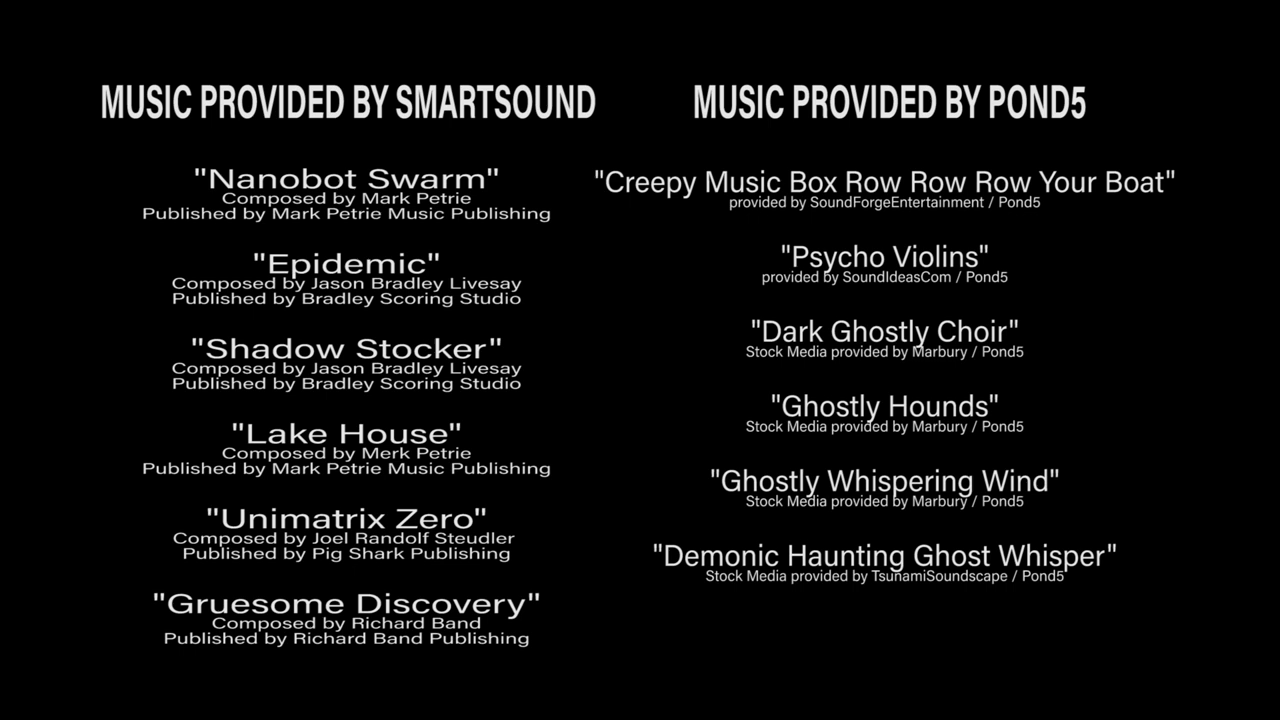 MUSIC PROVIDED BY SMARTSOUND
"Nanobot Swarm"
Composed by Mark Petrie
Published by Mark Petrie Music Publishing
"Epidemic"
Composed by Jason Bradley Livesay
Published by Bradley Scoring Studio
"Shadow Stocker"
Composed by Jason Bradley Livesay
Published by Bradley Scoring Studio
"Lake House"
Composed by Merk Petrie
Published by Mark Petrie Music Publishing
"Unimatrix Zero"
Composed by Joel Randolf Steudler
Published by Pig Shark Publishing
"Gruesome Discovery"
Composed by Richard Band
Published by Richard Band Publishing
MUSIC PROVIDED BY POND5
"Creepy Music Box Row Row Row Your Boat"
provided by SoundForgeEntertainment / Pond5
"Psycho Violins"
provided by SoundIdeasCom / Pond5
"Dark Ghostly Choir"
Stock Media provided by Marbury / Pond5
"Ghostly Hounds"
Stock Media provided by Marbury / Pond5
"Ghostly Whispering Wind"
Stock Media provided by Marbury / Pond5
"Demonic Haunting Ghost Whisper"
Stock Media provided by TsunamiSoundscape / Pond5